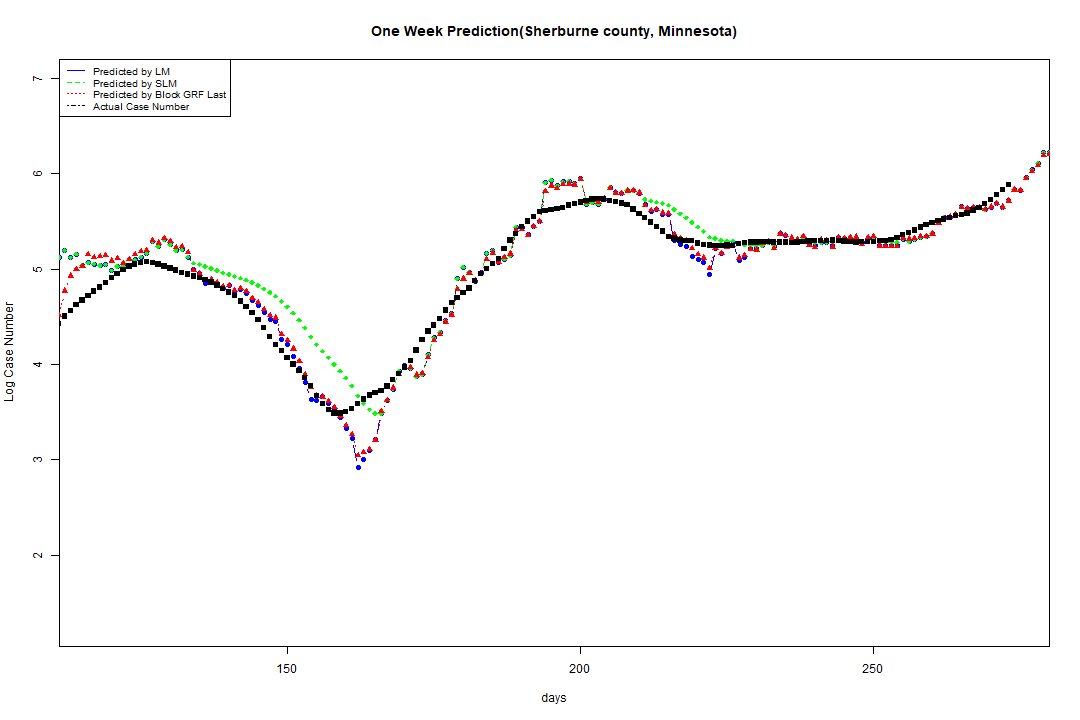 One Week Prediction(Sherburne county, Minnesota)
Predicted by LM
Predicted by SLM
Predicted by Block GRF Last
Actual Case Number
7
6
5
4
3
2
Log Case Number
150 200 250
days